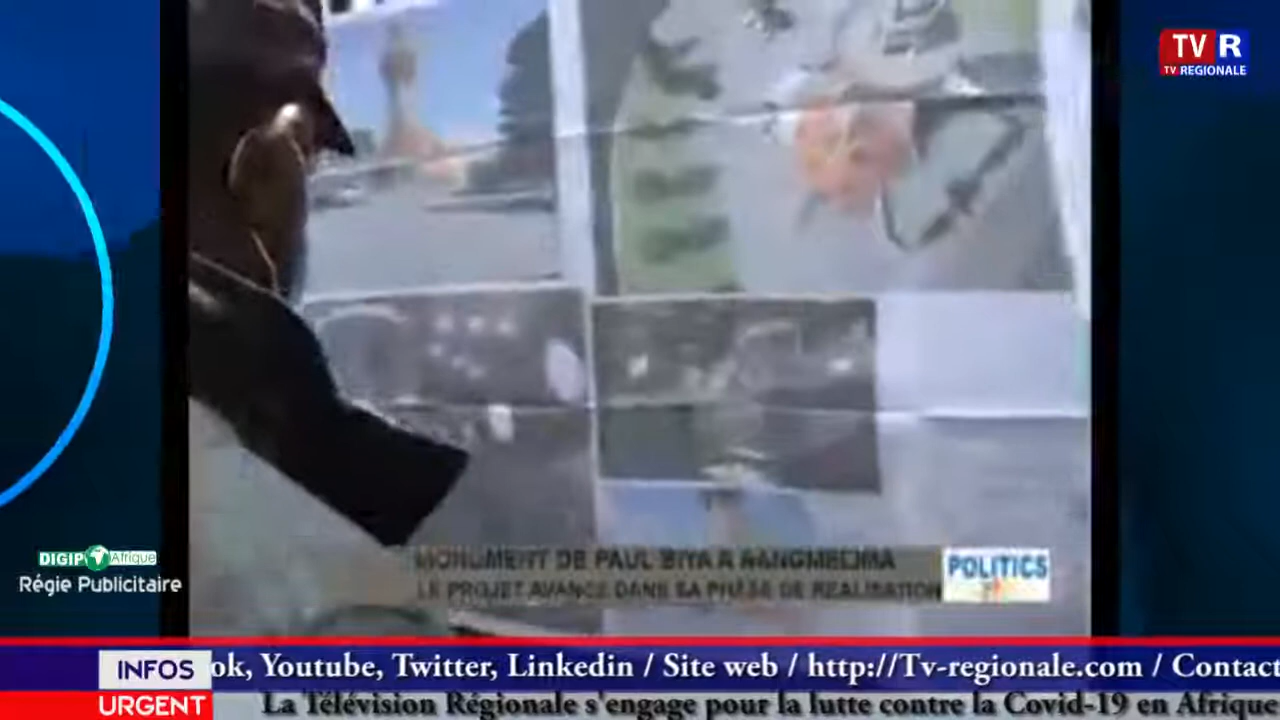 TV R
TV REGIONALE
DIGIP Afrique
Régie Publicitaire
MONUMENT DE PAUL BIYA A SANGMELIMA
LE PROJET AVANCE DANS SA PHASE DE REALISATION
POLITICS
INFOS
ok, Youtube, Twitter, Linkedin / Site web / http://Tv-regionale.com / Contact
URGENT
La Télévision Régionale s'engage pour la lutte contre la Covid-19 en Afrique